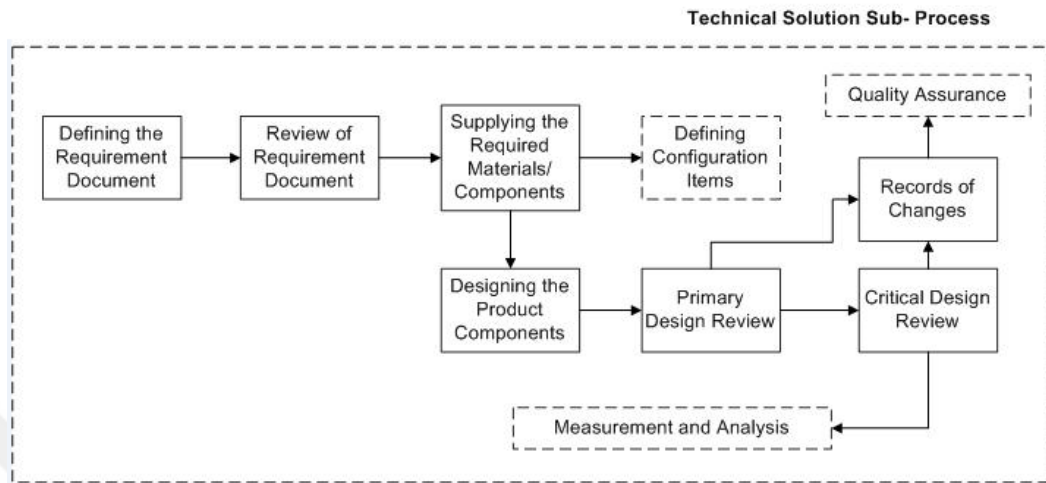 Technical Solution Sub- Process
Quality Assurance
Defining the
Requirement
Document
Review of
Requirement
Document
Supplying the
Required
Materials/
Components
Defining
Configuration
Items
Records of
Changes
Designing the
Product
Components
Primary
Design Review
Critical Design
Review
Measurement and Analysis